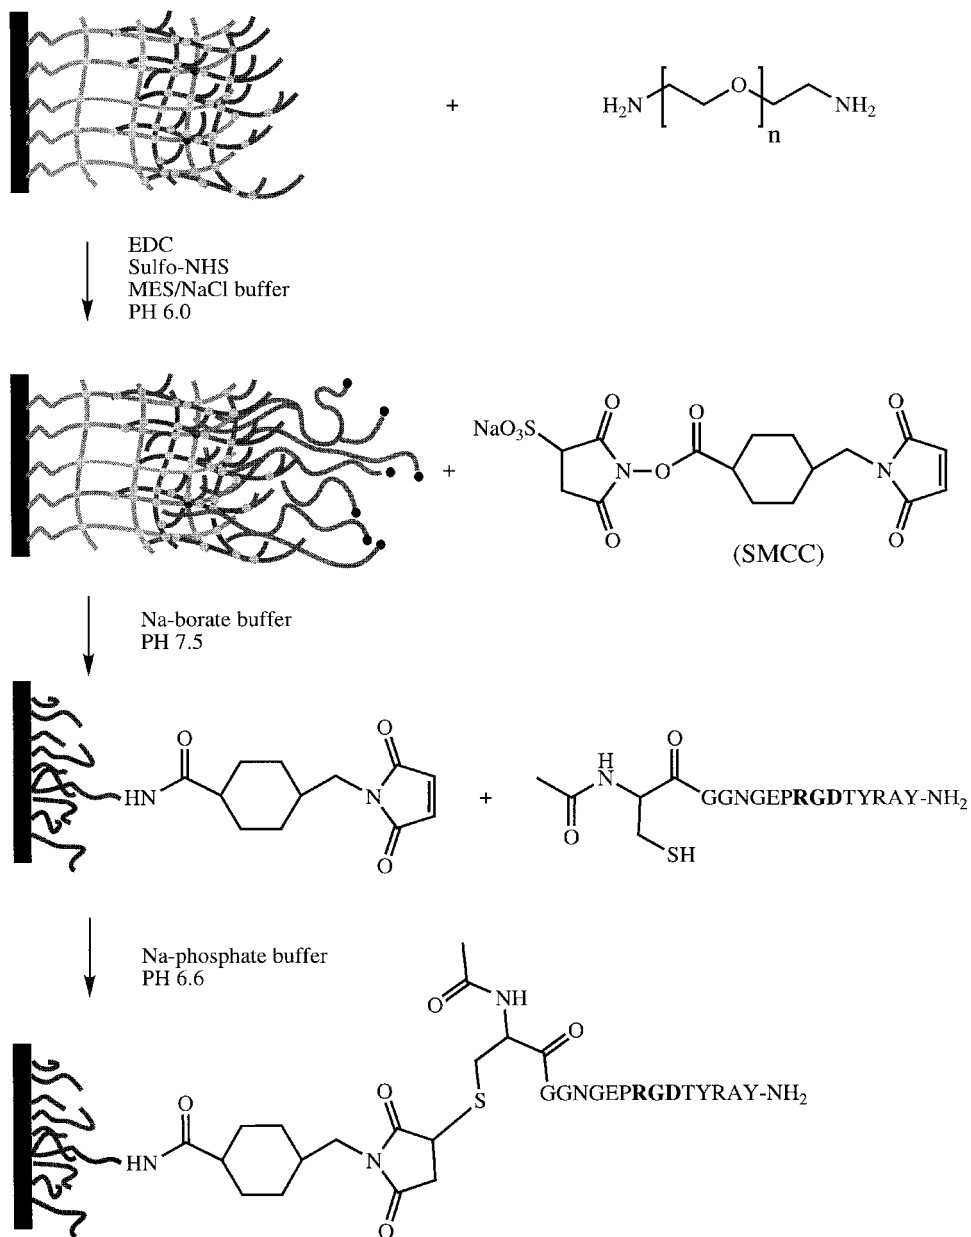 +
H2N
O
n
NH2
EDC
Sulfo-NHS
MES/NaCl buffer
PH 6.0
+
NaO3S
O
N
O
O
O
N
O
O
(SMCC)
Na-borate buffer
PH 7.5
HN
O
N
O
O
+
O
H
N
O
SH
GGNGEPRGDTYRAY-NH2
Na-phosphate buffer
PH 6.6
O
NH
O
S
GGNGEPRGDTYRAY-NH2
HN
O
O
N
O